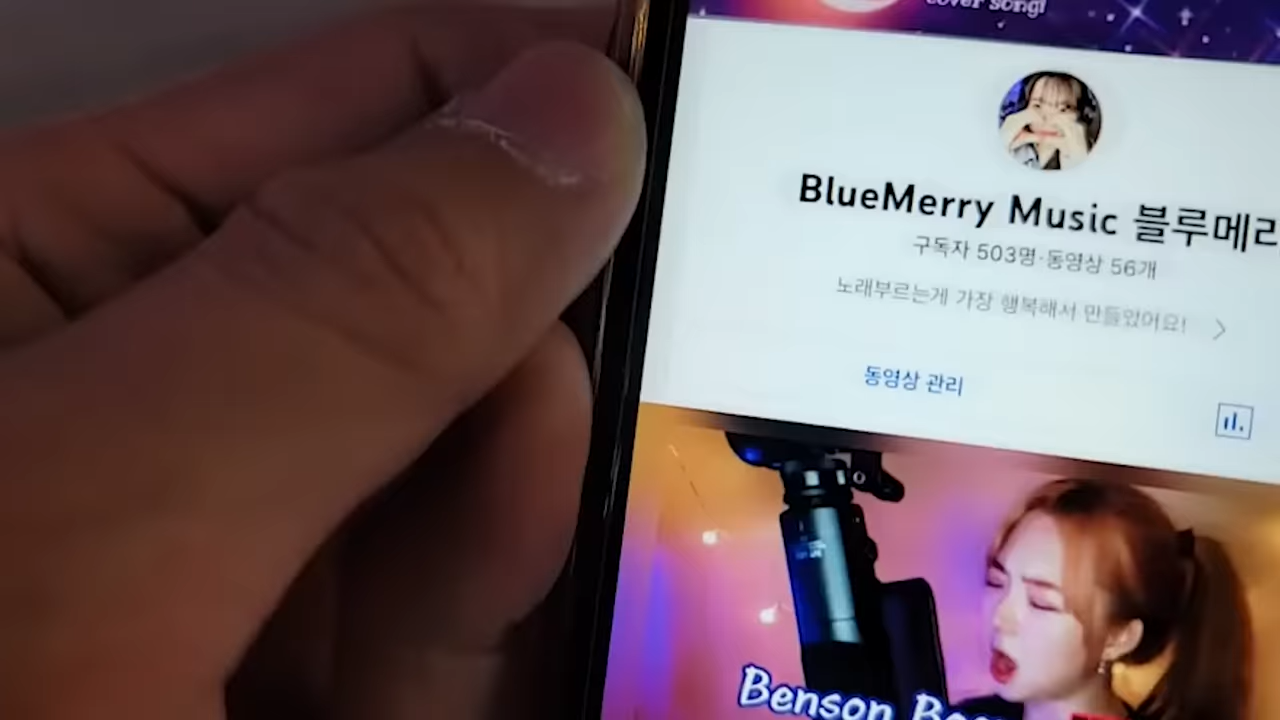 cover song!
BlueMerry Music 블루메리
구독자 503명·동영상 56개
노래부르는게 가장 행복해서 만들었어요!
동영상 관리
Benson